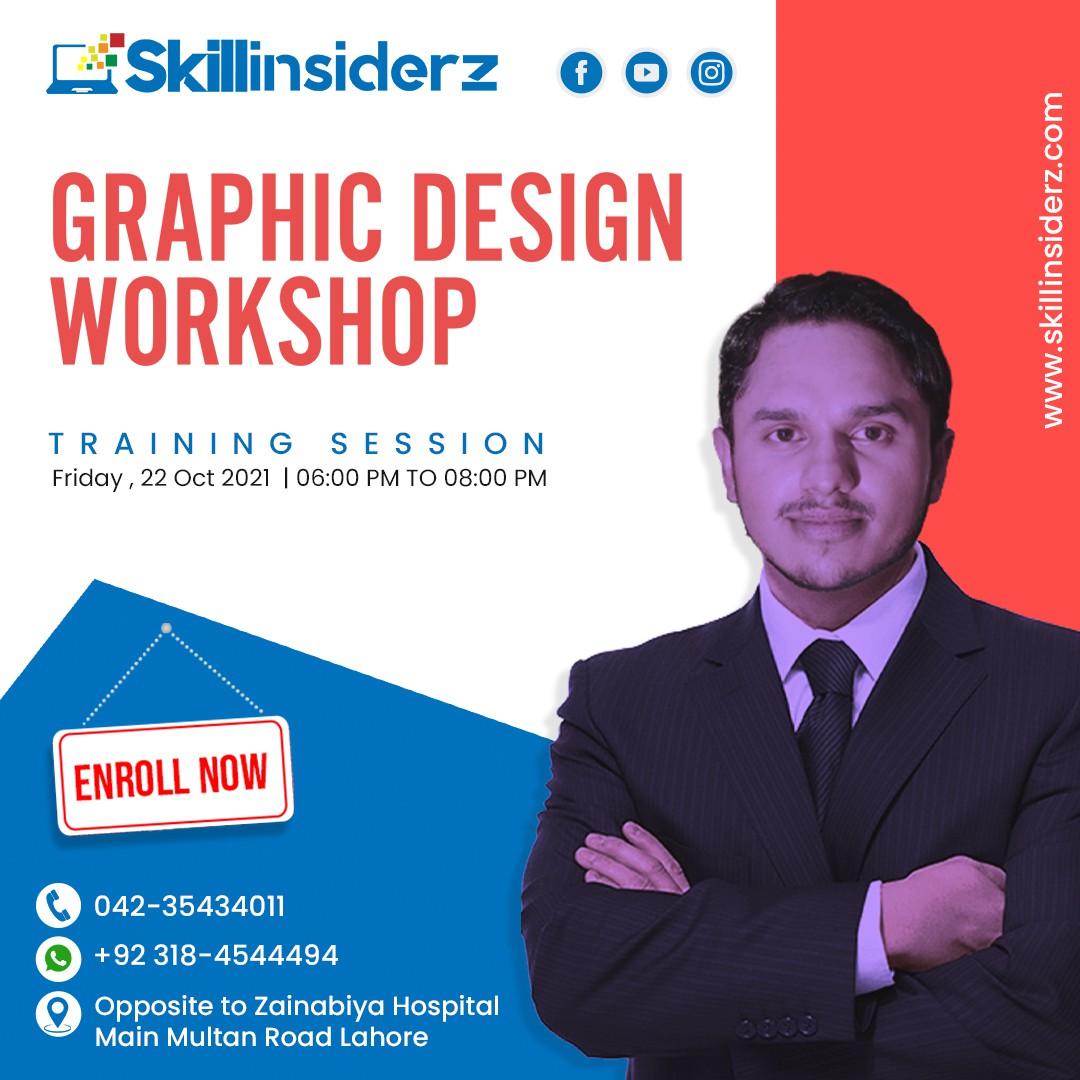 Skillinsiderz
GRAPHIC DESIGN
WORKSHOP
TRAINING SESSION
Friday , 22 Oct 2021 | 06:00 PM TO 08:00 PM
www.skillinsiderz.com
ENROLL NOW
042-35434011
+92 318-4544494
Opposite to Zainabiya Hospital
Main Multan Road Lahore